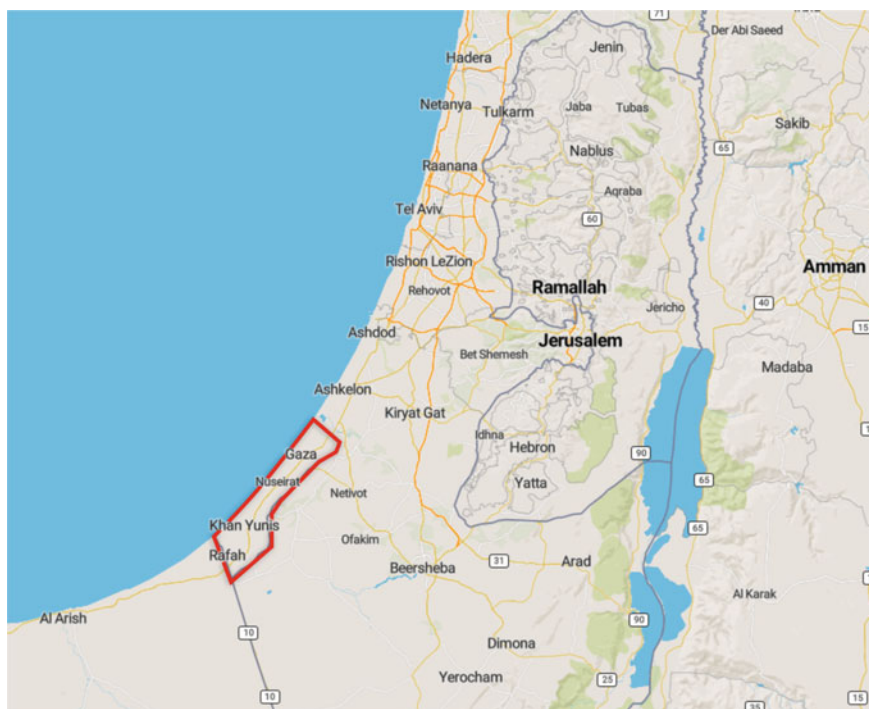 71
Der Abi Saeed
Jenin
Hadera
Netanya
Tulkarm
Jaba
Tubas
Sakib
65
Nablus
Raanana
Aqraba
Tel Aviv
60
Rishon LeZion
Amman
Ramallah
Rehovot
Jericho
40
Ashdod
Jerusalem
15
Bet Shemesh
Madaba
Ashkelon
Kiryat Gat
Idhna
Hebron
Gaza
90
Nuseirat
Yatta
65
Netivot
Khan Yunis
65
Ofakim
Rafah
Beersheba
31
Arad
Al Karak
Al Arish
90
10
Dimona
Yerocham
25
10
35
15